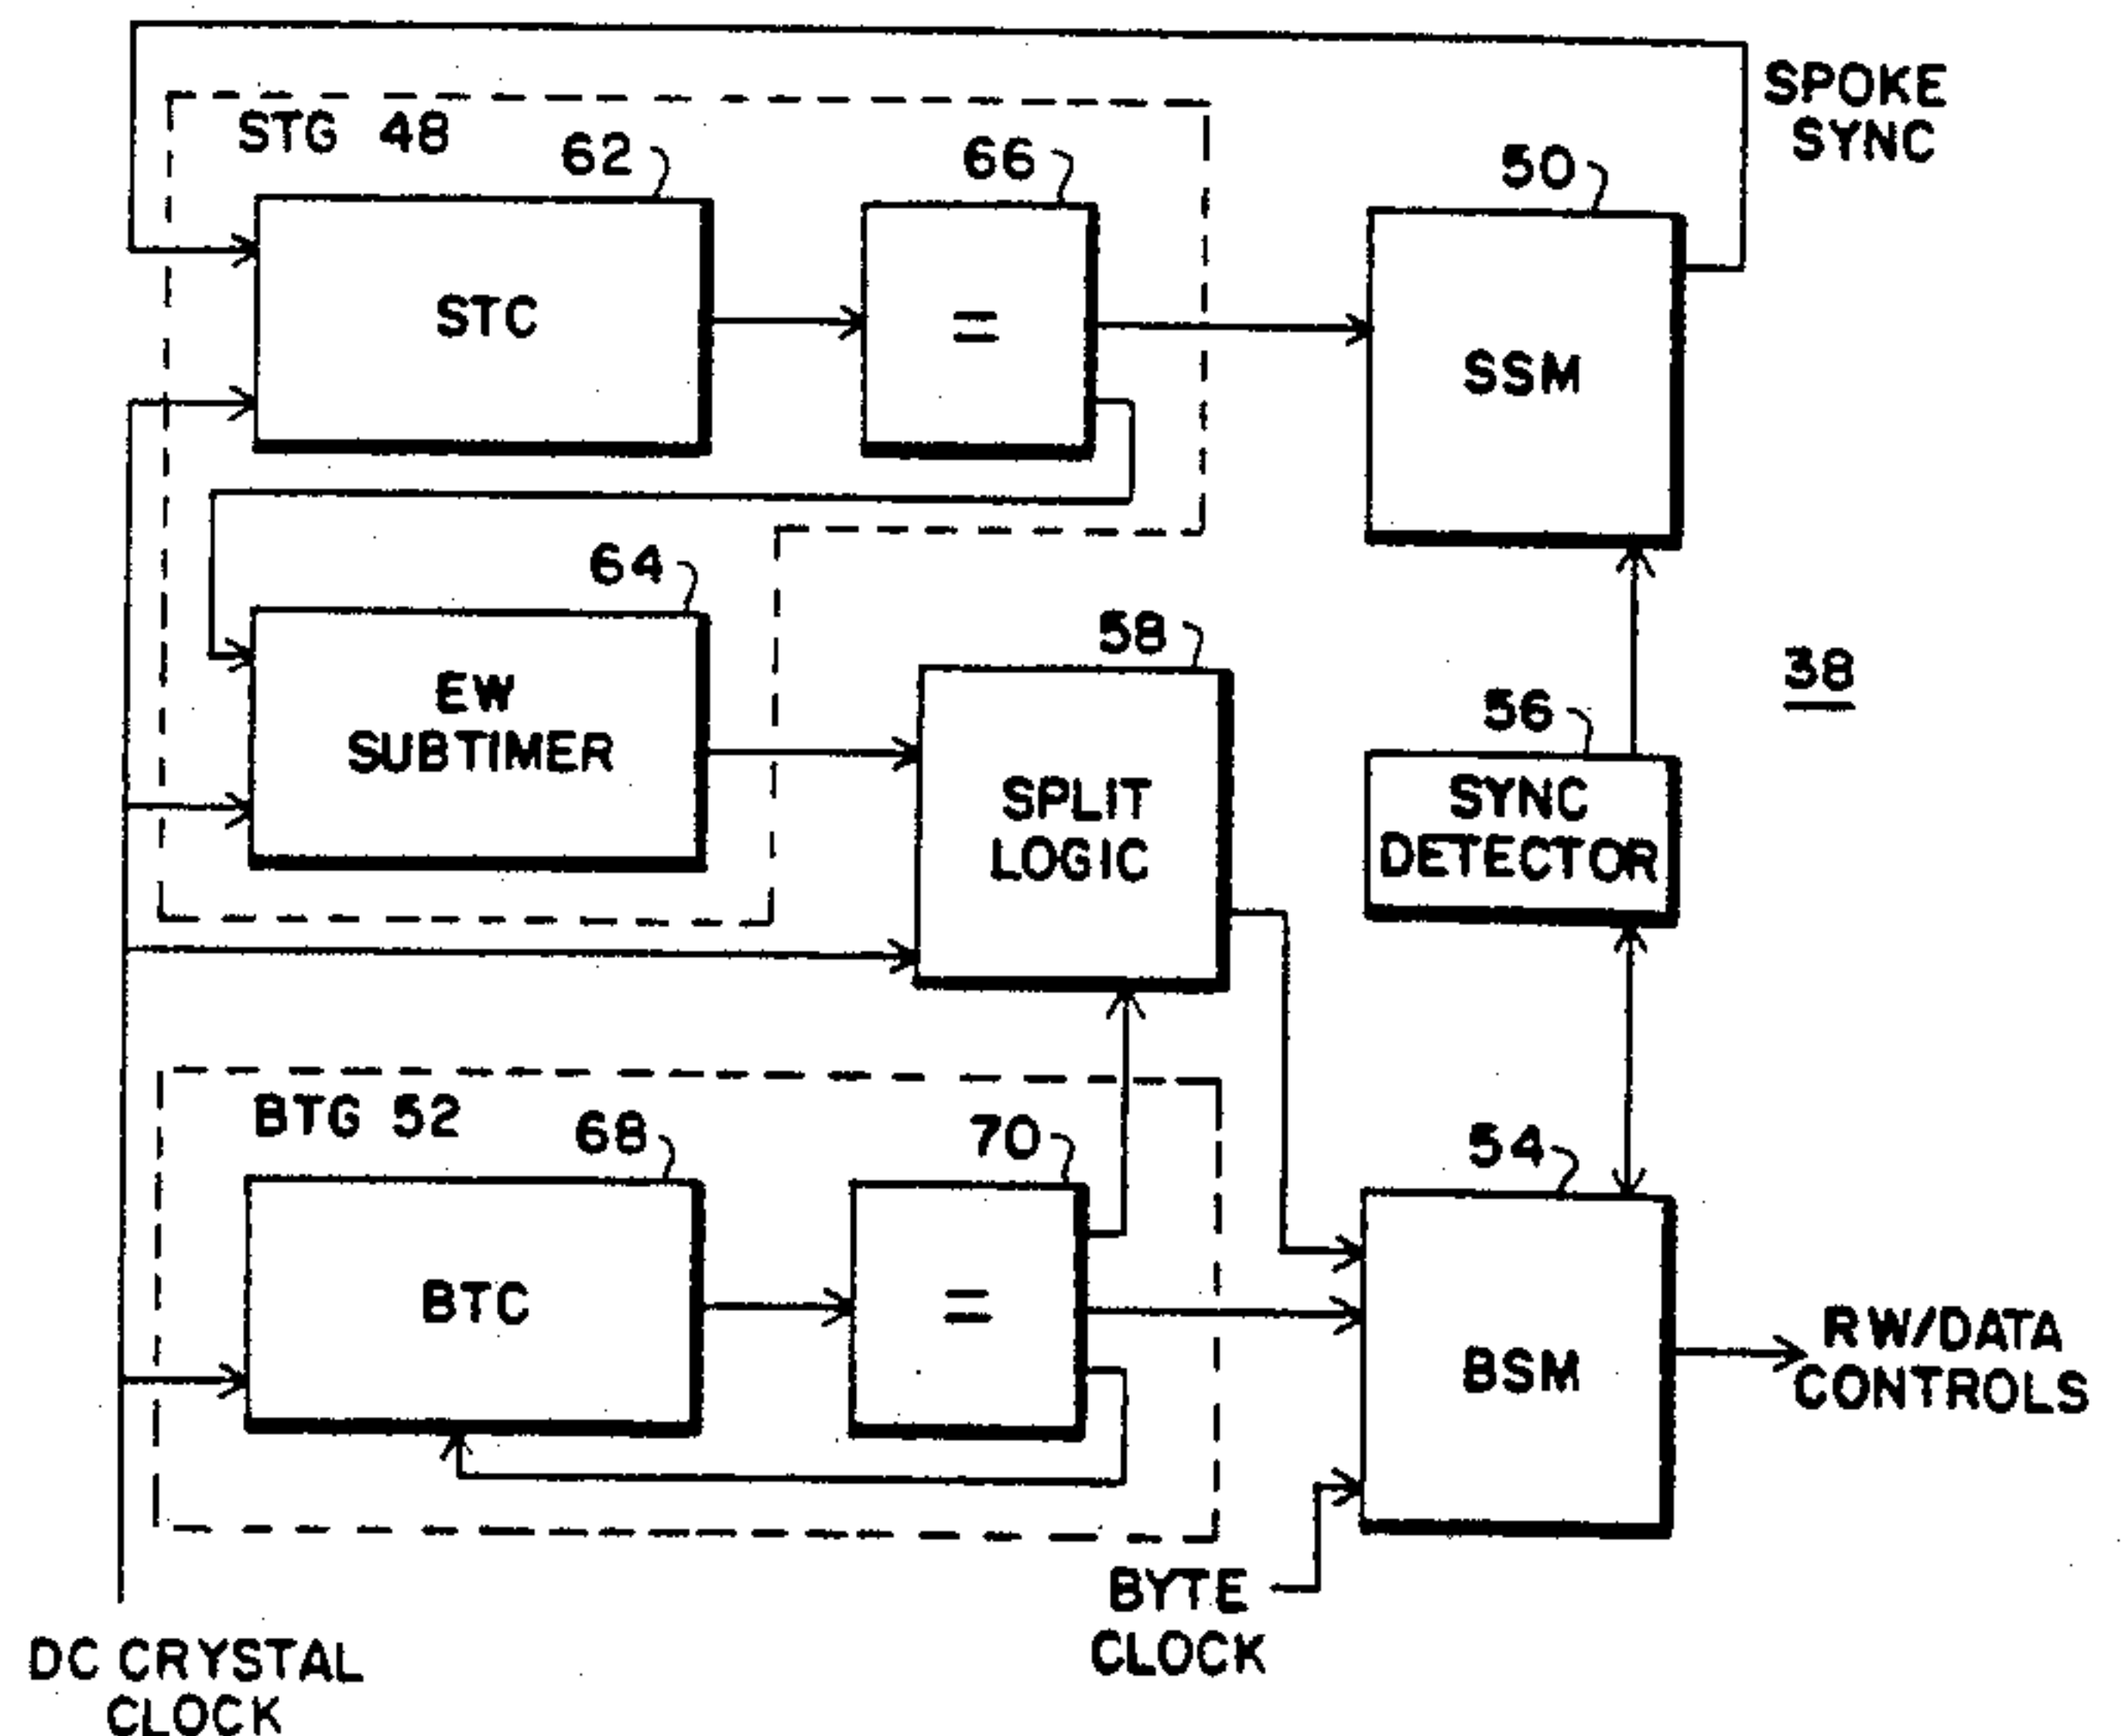 SPOKE
SYNC
STG 48
62
66
50
STC
=
SSM
64
58
38
EW
SUBTIMER
56
SPLIT
LOGIC
SYNC
DETECTOR
BTG 52
68
70
54
BTC
=
BSM
RW/DATA
CONTROLS
BYTE
CLOCK
DC CRYSTAL
CLOCK